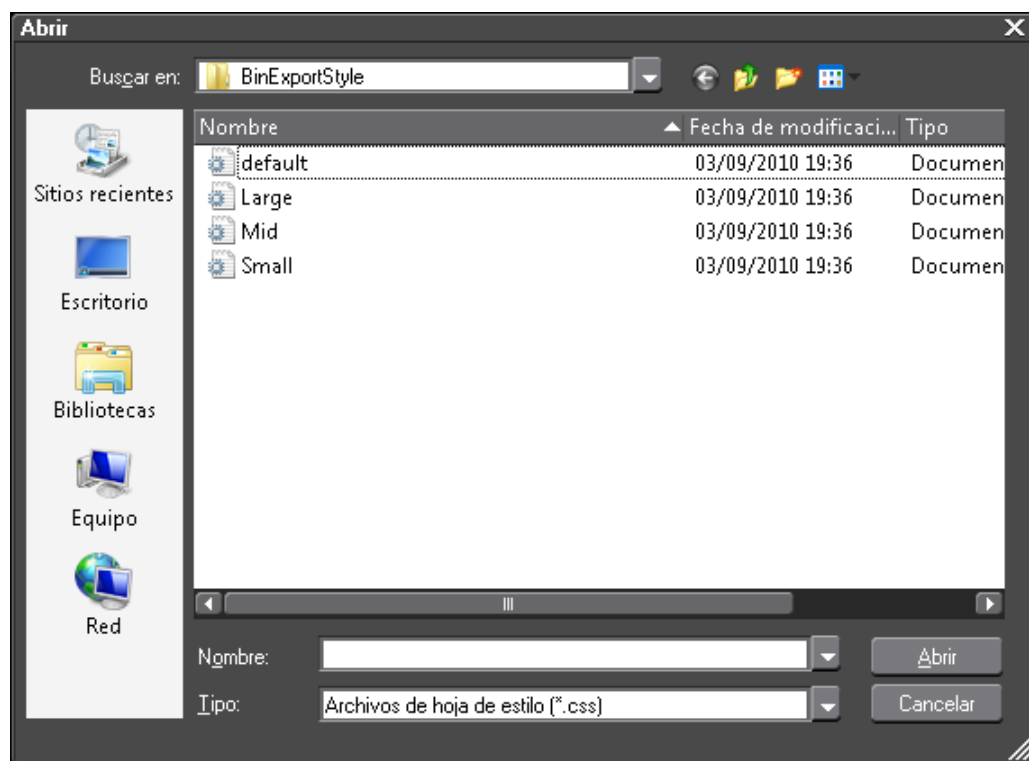 Abrir
Buscar en: BinExportStyle
Nombre Fecha de modificaci... Tipo
default 03/09/2010 19:36 Documen
Large 03/09/2010 19:36 Documen
Mid 03/09/2010 19:36 Documen
Small 03/09/2010 19:36 Documen
Sitios recientes
Escritorio
Bibliotecas
Equipo
Red
Nombre: Abrir
Tipo: Archivos de hoja de estilo (*.css) Cancelar